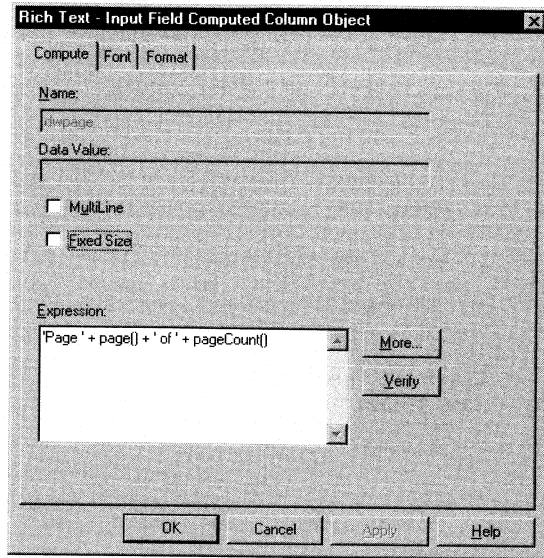 Rich Text - Input Field Computed Column Object
Compute Font Format
Name:
dwpage
Data Value:
MultiLine
Fixed Size
Expression:
'Page ' + page() + ' of ' + pageCount()
More...
Verify
OK Cancel Apply Help